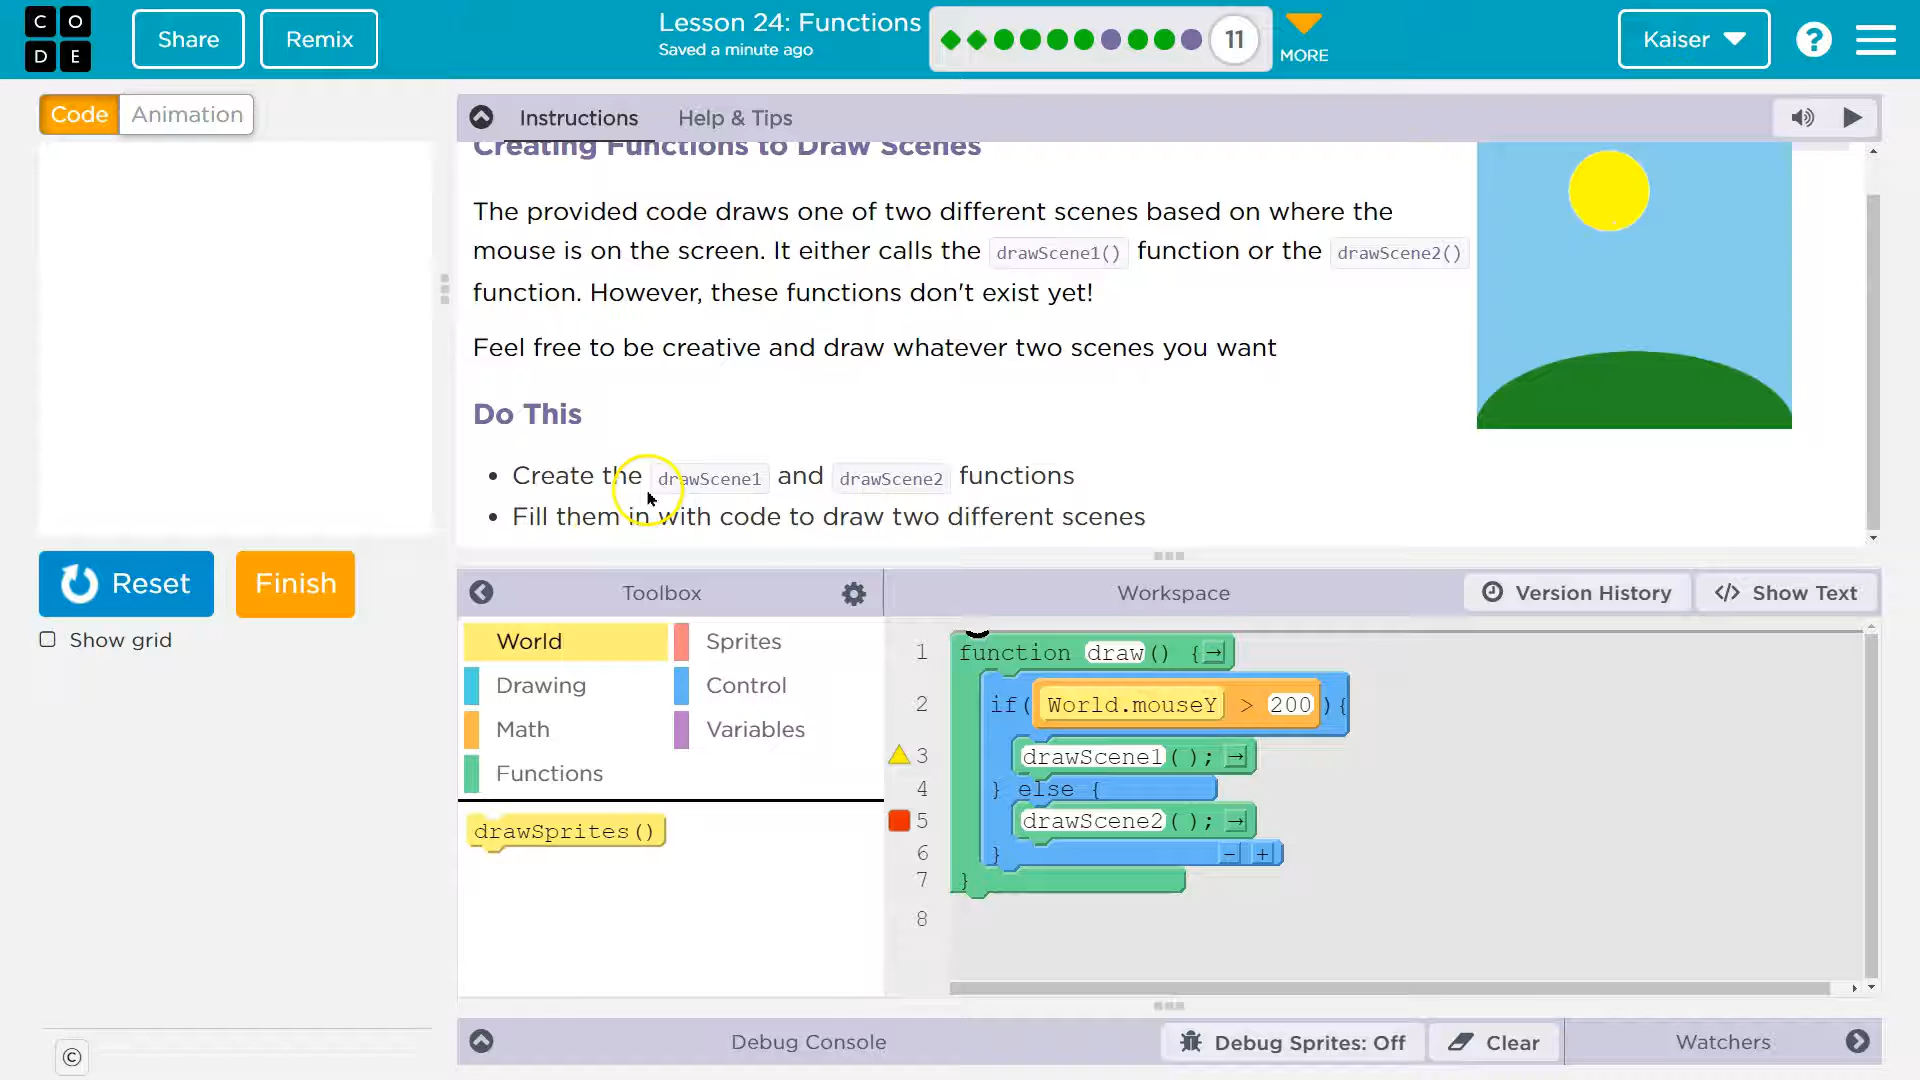 C O
D E
Share
Remix
Lesson 24: Functions
Saved a minute ago
11
MORE
Kaiser
?
Code
Animation
Instructions
Help & Tips
Creating Functions to Draw Scenes
The provided code draws one of two different scenes based on where the
mouse is on the screen. It either calls the drawScene1() function or the drawScene2()
function. However, these functions don't exist yet!
Feel free to be creative and draw whatever two scenes you want
Do This
• Create the drawScene1 and drawScene2 functions
• Fill them in with code to draw two different scenes
Reset
Finish
Show grid
Toolbox
Workspace
Version History
</> Show Text
World
Sprites
Drawing
Control
Math
Variables
Functions
drawSprites()
1 function draw() {→
2 if( World.mouseY > 200 ){
3 drawScene1(); →
4 } else {
5 drawScene2(); →
6 } - +
7 }
8
©
Debug Console
Debug Sprites: Off
Clear
Watchers